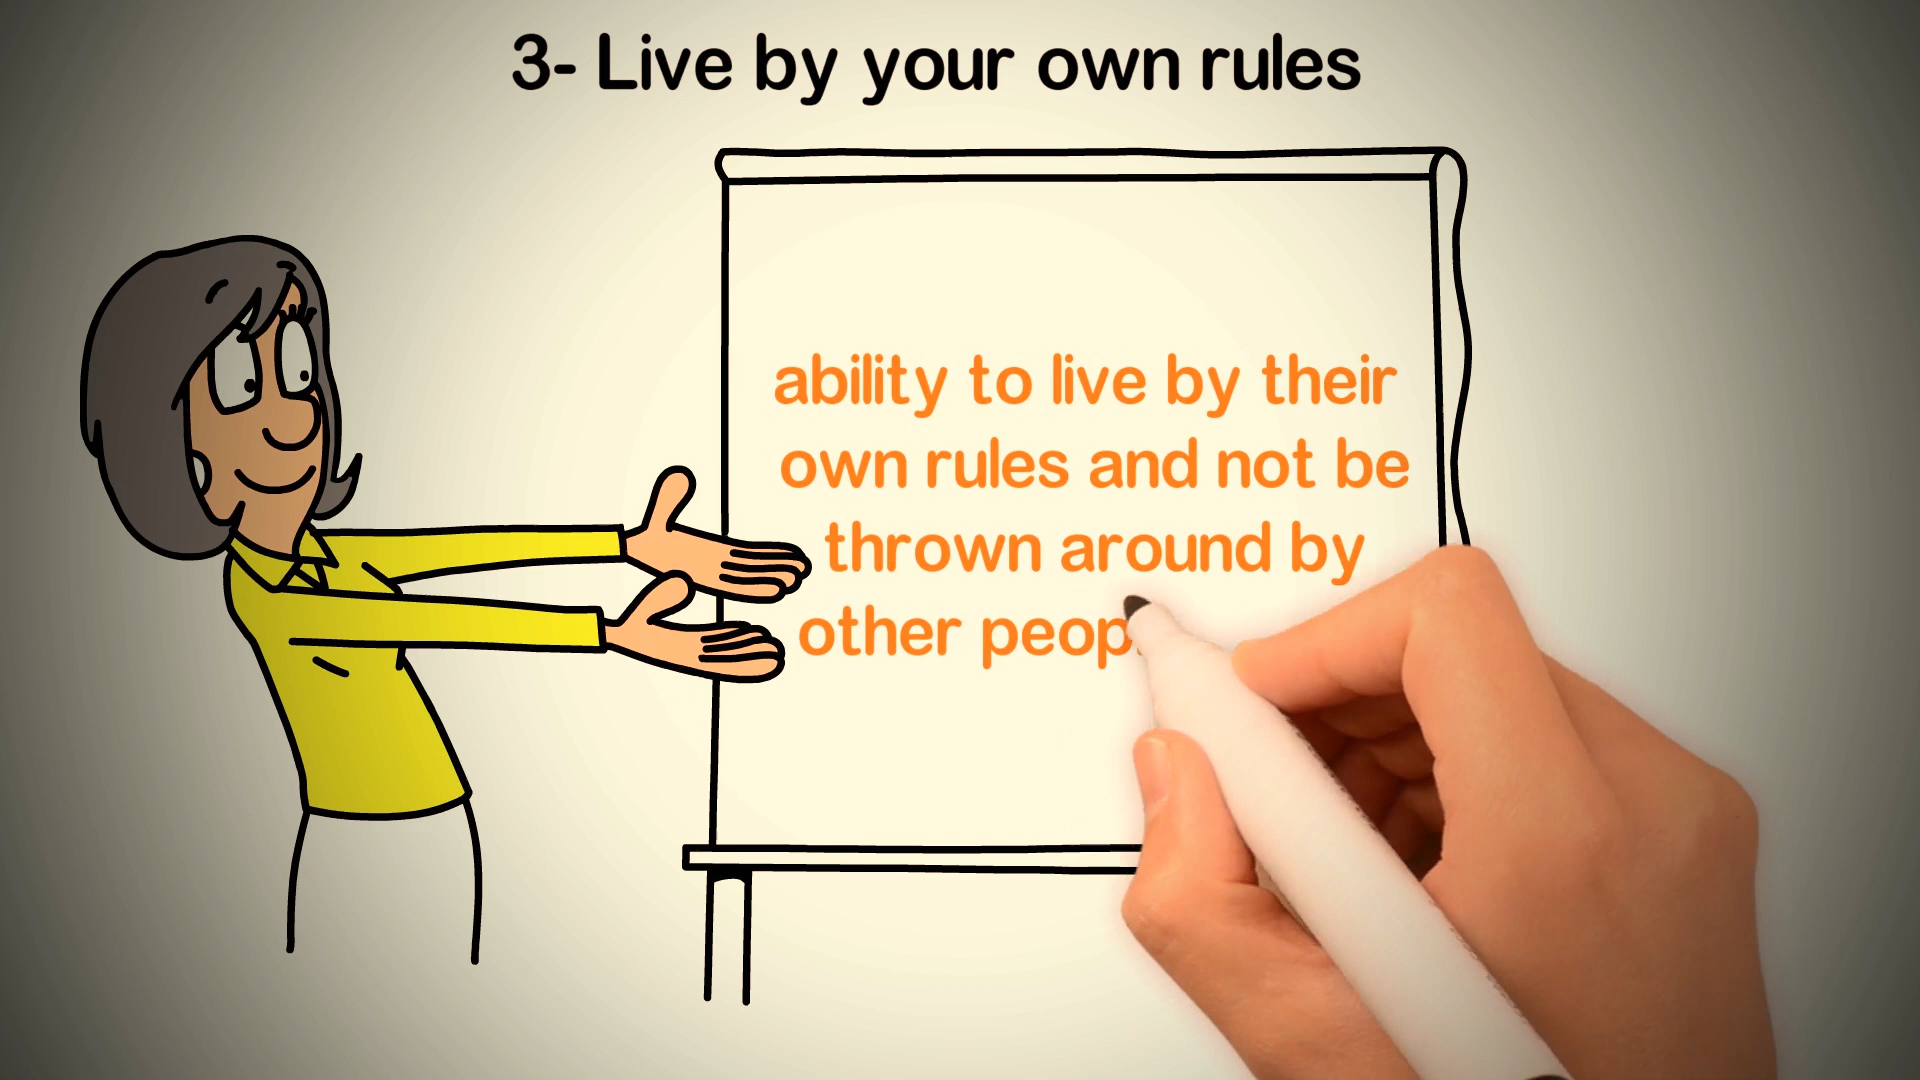 3- Live by your own rules
ability to live by their
own rules and not be
thrown around by
other peop